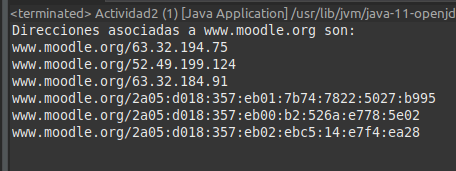 <terminated> Actividad2 (1) [Java Application] /usr/lib/jvm/java-11-openjd
Direcciones asociadas a www.moodle.org son:
www.moodle.org/63.32.194.75
www.moodle.org/52.49.199.124
www.moodle.org/63.32.184.91
www.moodle.org/2a05:d018:357:eb01:7b74:7822:5027:b995
www.moodle.org/2a05:d018:357:eb00:b2:526a:e778:5e02
www.moodle.org/2a05:d018:357:eb02:ebc5:14:e7f4:ea28